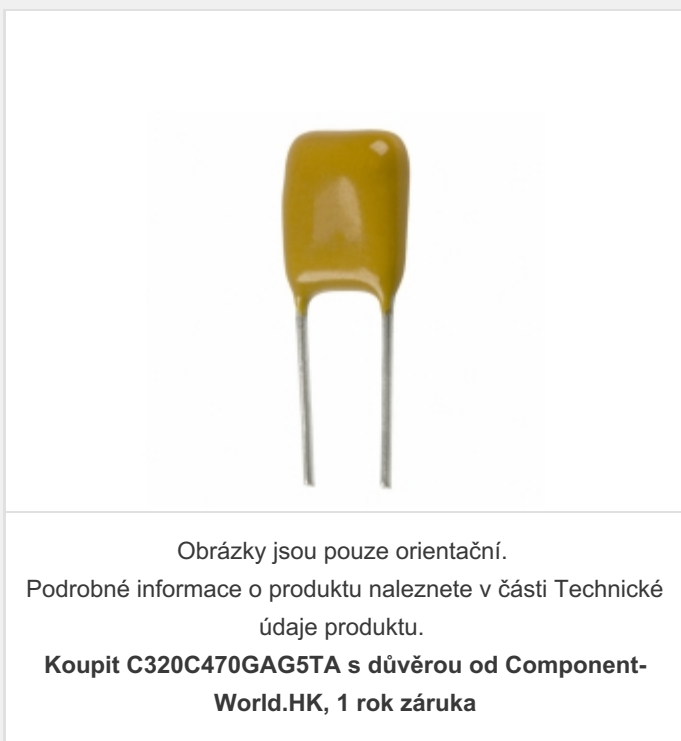 Obrázky jsou pouze orientační.
Podrobné informace o produktu naleznete v části Technické
údaje produktu.
Koupit C320C470GAG5TA s důvěrou od Component-
World.HK, 1 rok záruka